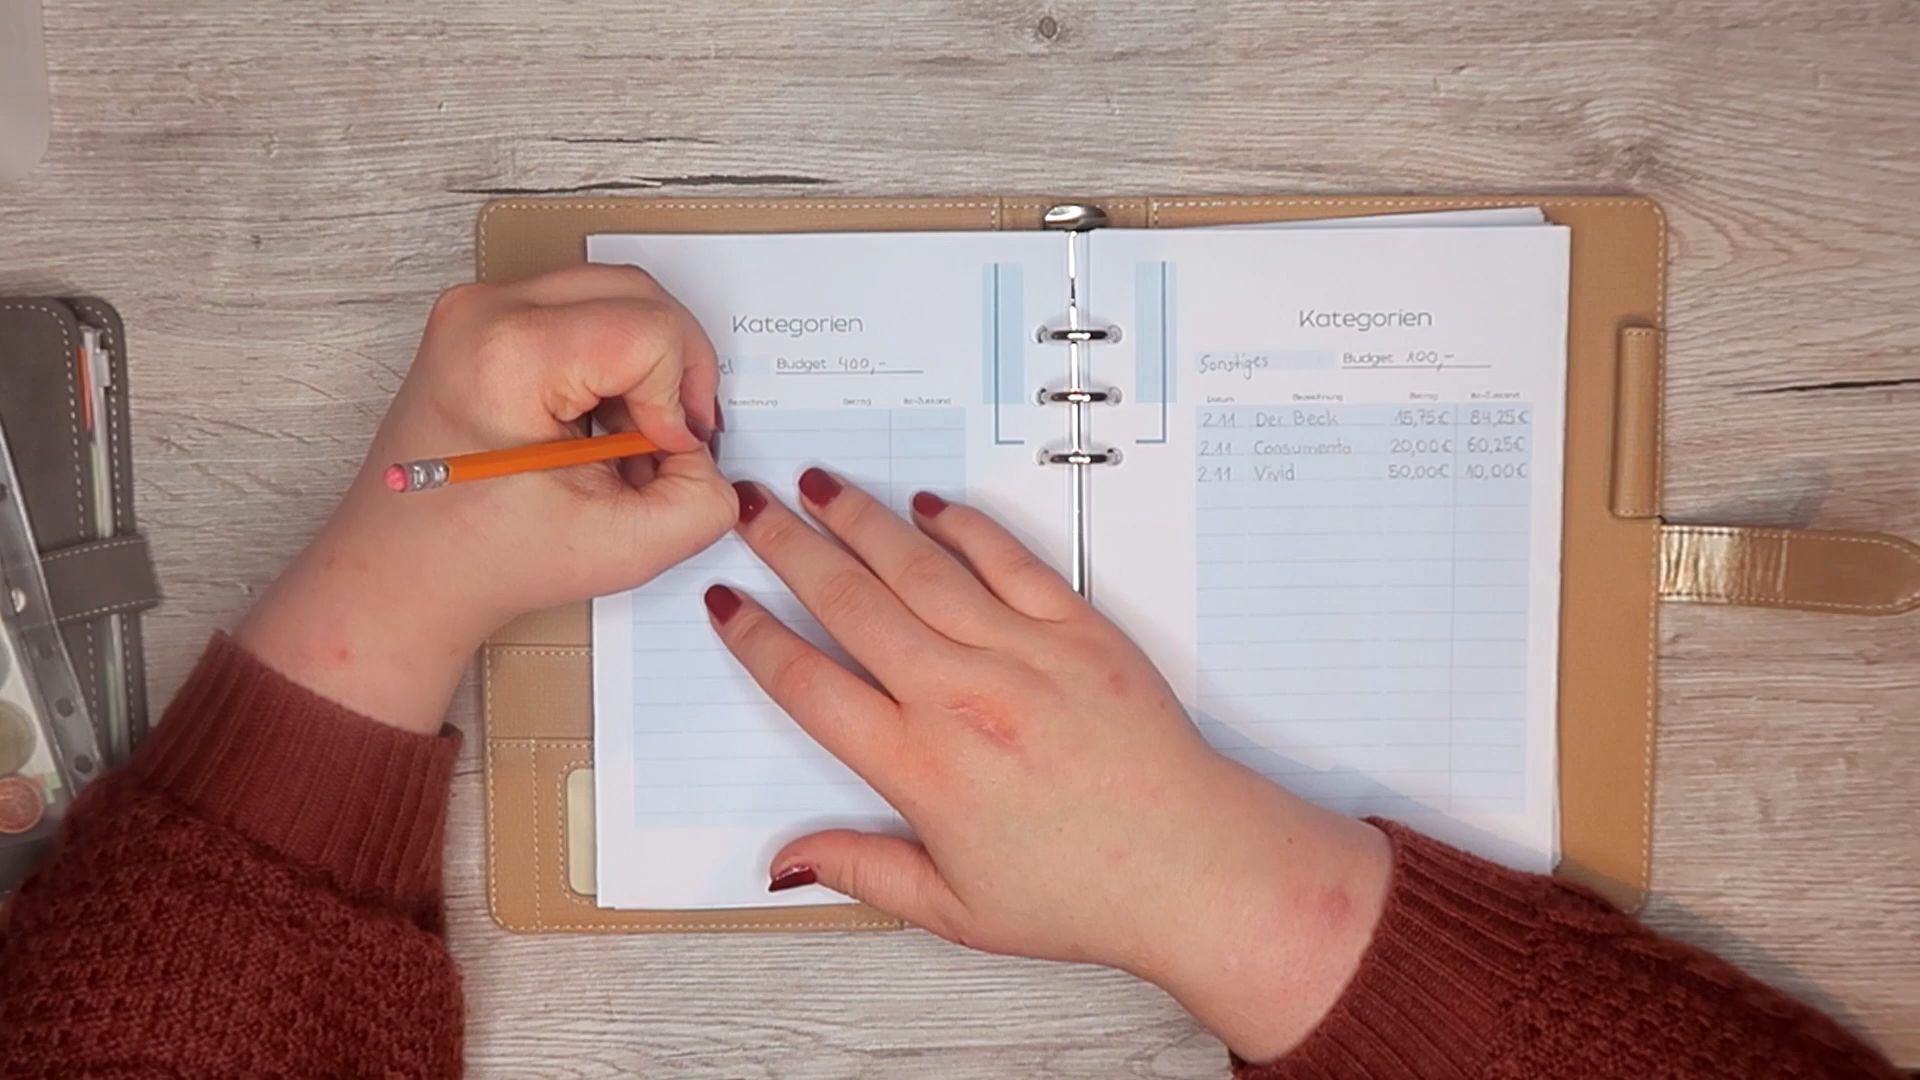 Kategorien
el Budget 400,-
Bezeichnung Betrag Ist-Zustand
Kategorien
Sonstiges Budget 100,-
Datum Bezeichnung Betrag Ist-Zustand
2.11 Der Beck 15,75€ 84,25€
2.11 Consumenta 20,00€ 60,25€
2.11 Vivid 50,00€ 10,00€